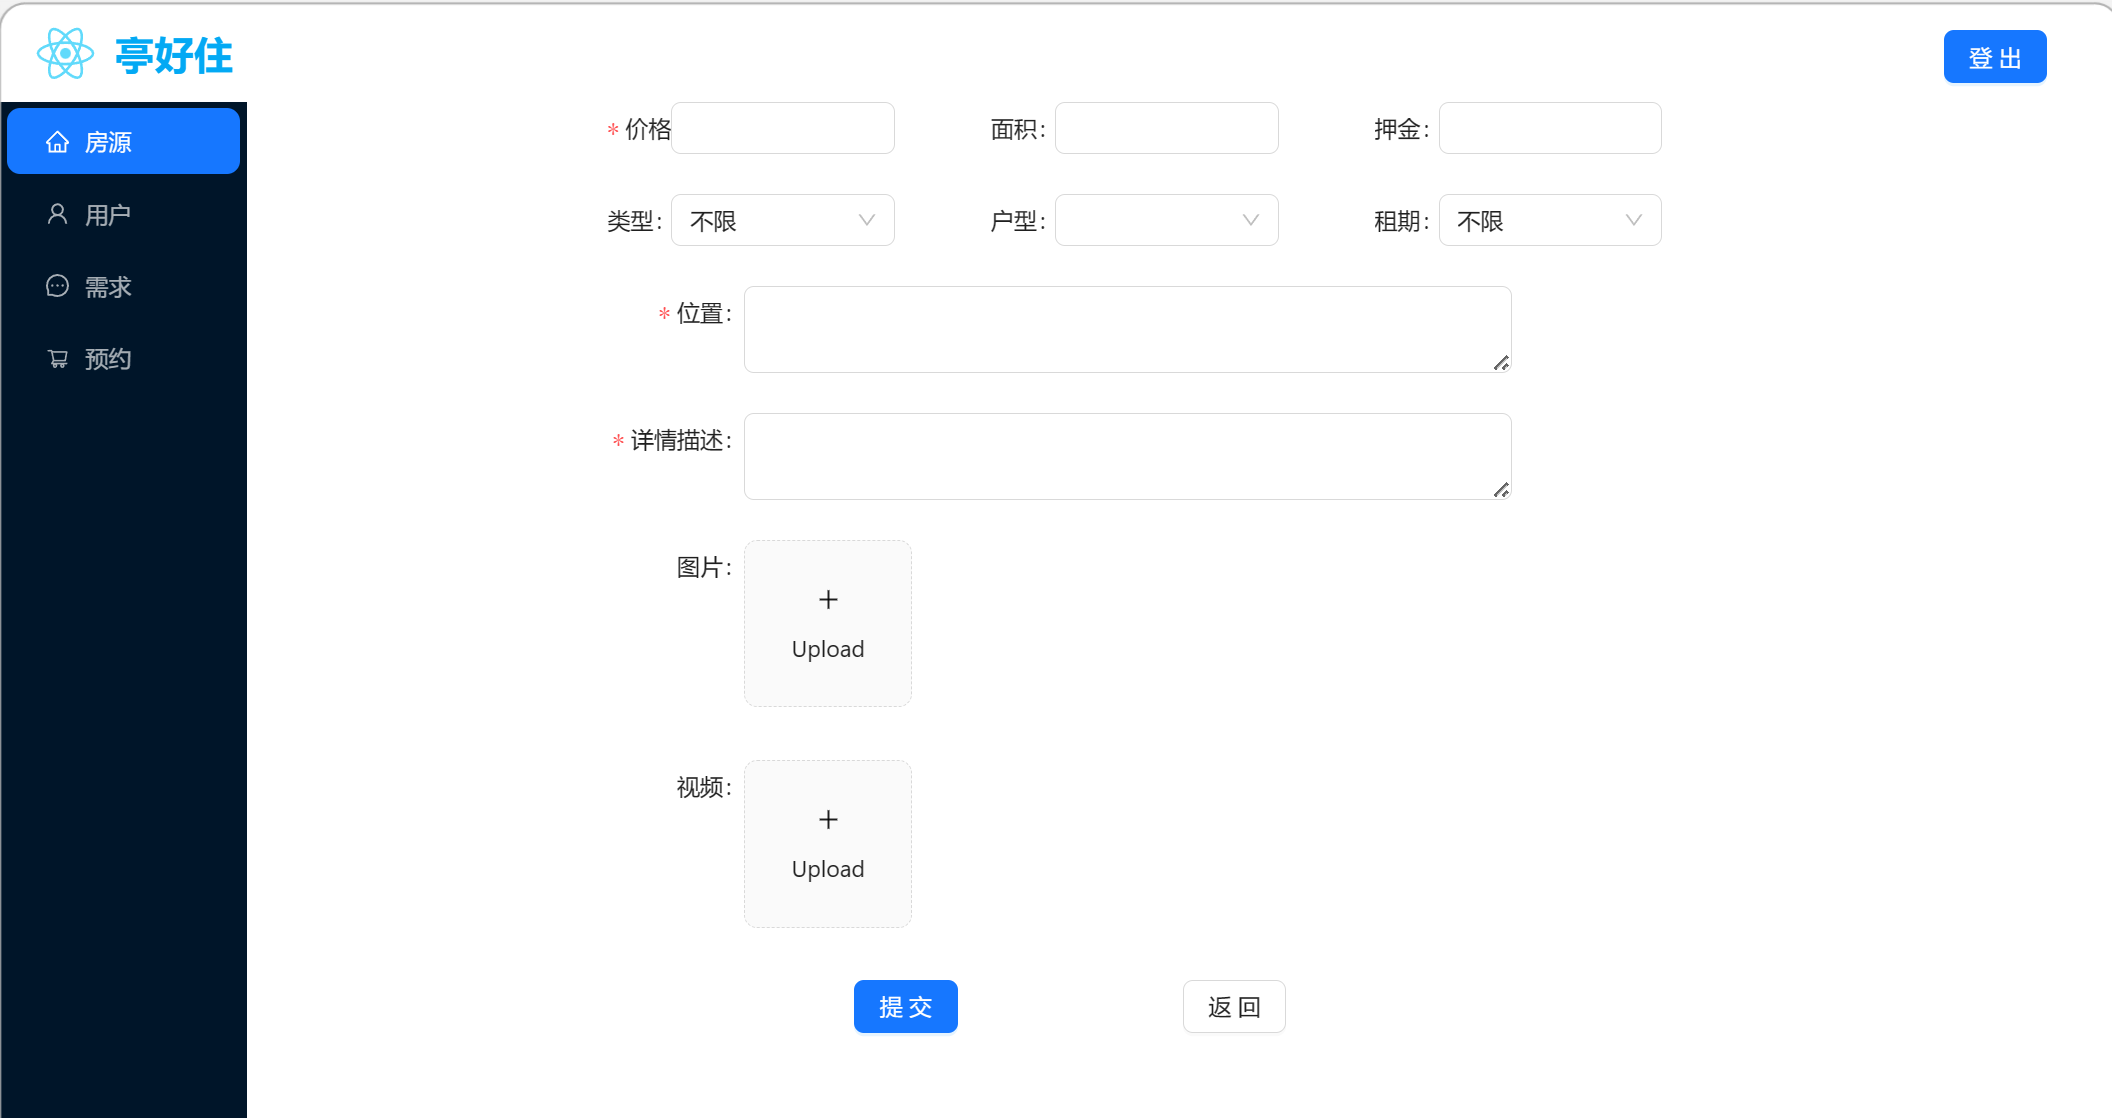 亭好住
登 出
房源
用户
需求
预约
* 价格
面积:
押金:
类型: 不限
户型:
租期: 不限
* 位置:
* 详情描述:
图片:
+
Upload
视频:
+
Upload
提 交
返 回